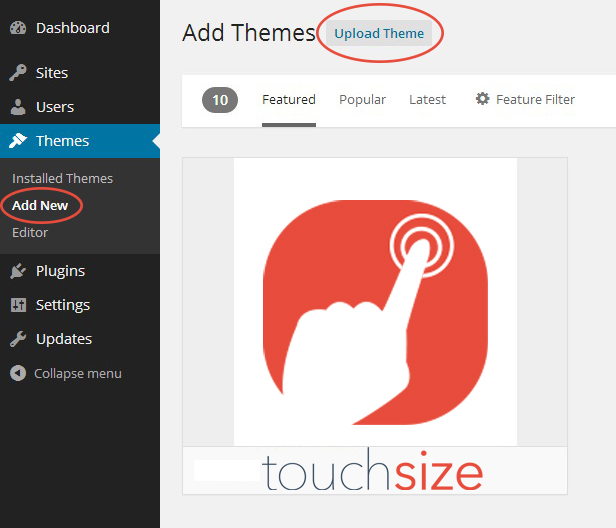 Dashboard
Sites
Users
Themes
Installed Themes
Add New
Editor
Plugins
Settings
Updates
Collapse menu
Add Themes Upload Theme
10 Featured Popular Latest Feature Filter
touchsize